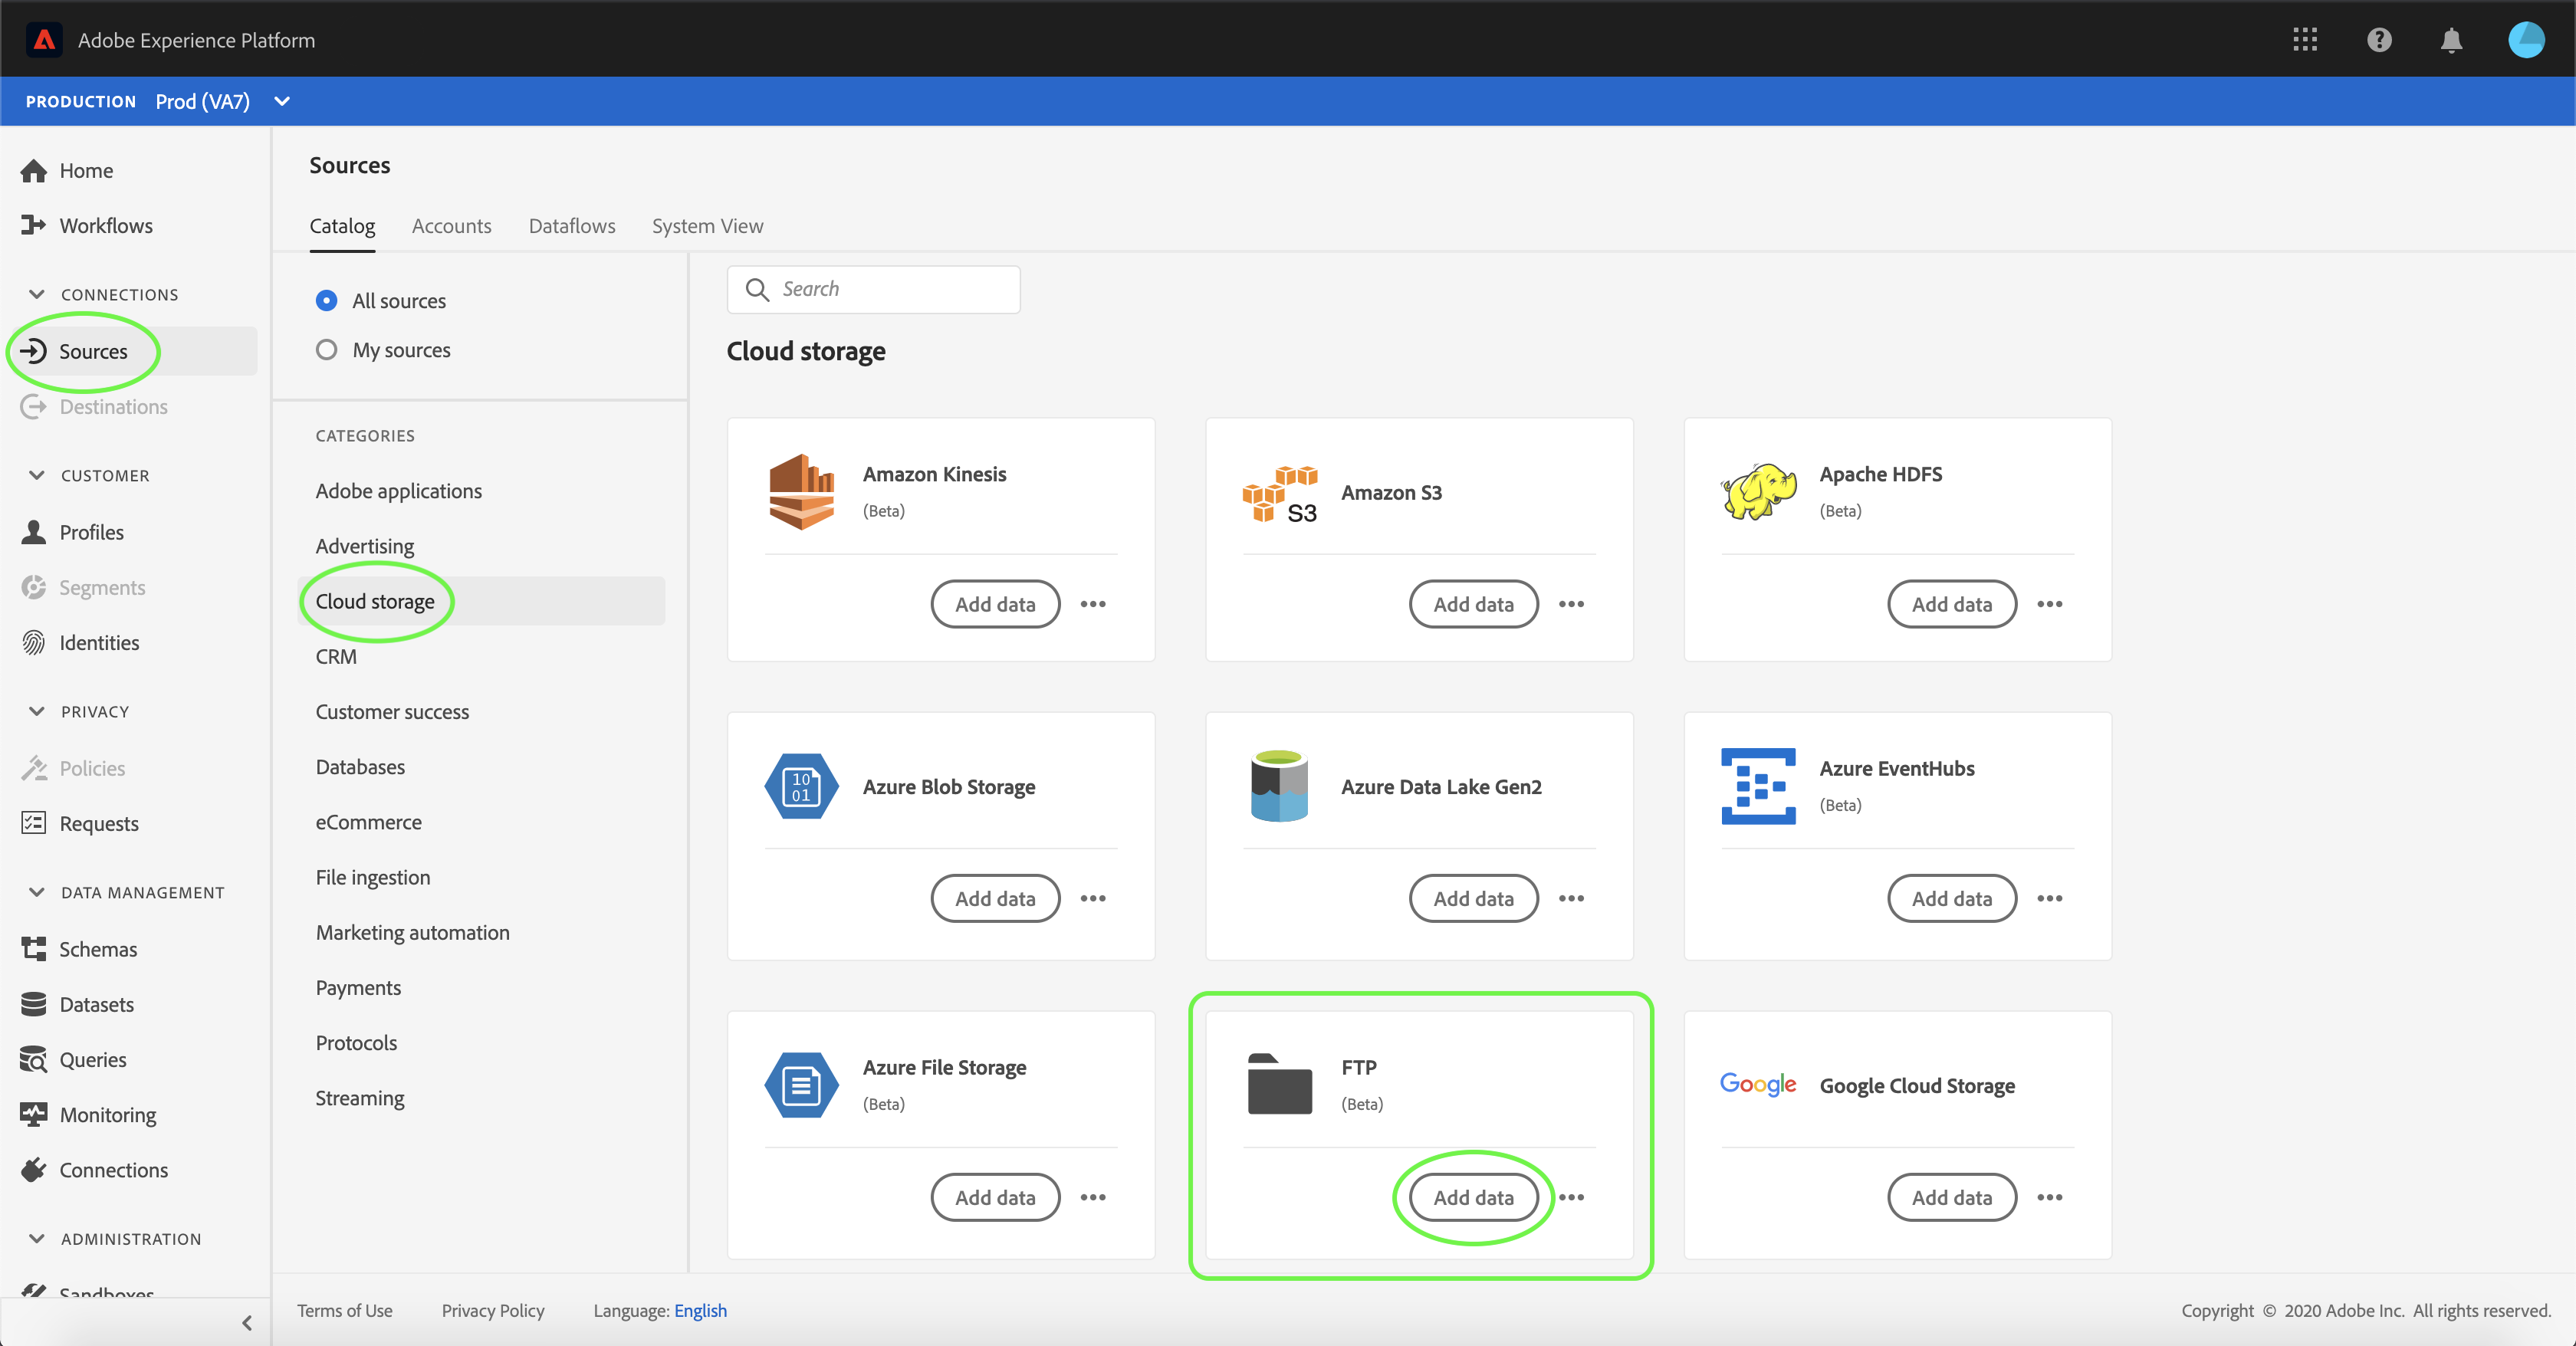 Adobe Experience Platform
PRODUCTION Prod (VA7)
Home
Workflows
CONNECTIONS
Sources
Destinations
CUSTOMER
Profiles
Segments
Identities
PRIVACY
Policies
Requests
DATA MANAGEMENT
Schemas
Datasets
Queries
Monitoring
Connections
ADMINISTRATION
Sandboxes
Sources
Catalog Accounts Dataflows System View
All sources
My sources
CATEGORIES
Adobe applications
Advertising
Cloud storage
CRM
Customer success
Databases
eCommerce
File ingestion
Marketing automation
Payments
Protocols
Streaming
Search
Cloud storage
Amazon Kinesis
(Beta)
Add data
S3
Amazon S3
Add data
Apache HDFS
(Beta)
Add data
10
01
Azure Blob Storage
Add data
Azure Data Lake Gen2
Add data
Azure EventHubs
(Beta)
Add data
Azure File Storage
(Beta)
Add data
FTP
(Beta)
Add data
Google
Google Cloud Storage
Add data
Terms of Use Privacy Policy Language: English
Copyright © 2020 Adobe Inc. All rights reserved.